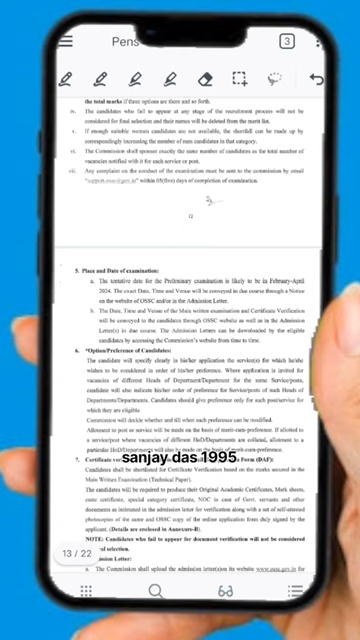 Pens
3
the total marks if three options are there and so forth.
iv. The candidates who fail to appear at any stage of the recruitment process will not be
considered for final selection and their names will be deleted from the merit list.
v. If enough suitable women candidates are not available, the shortfall can be made up by
correspondingly increasing the number of men candidates in that category.
vi. The Commission shall sponsor exactly the same number of candidates as the total number of
vacancies notified with it for each service or post.
vii. Any complaint on the conduct of the examination must be sent to the commission by email
"support.ossc@gov.in" within 05(five) days of completion of examination.
12
5. Place and Date of examination:
a. The tentative date for the Preliminary examination is likely to be in February-April
2024. The exact Date, Time and Venue will be conveyed in due course through a Notice
on the website of OSSC and/or in the Admission Letter.
b. The Date, Time and Venue of the Main written examination and Certificate Verification
will be conveyed to the candidates through OSSC website as well as in the Admission
Letter(s) in due course. The Admission Letters can be downloaded by the eligible
candidates by accessing the Commission's website from time to time.
6. *Option/Preference of Candidates:
The candidate will specify clearly in his/her application the service(s) for which he/she
wishes to be considered in order of his/her preference. Where application is invited for
vacancies of different Heads of Department/Department for the same Service/posts,
candidate will also indicate his/her order of preference for Service/posts of such Heads of
Departments/Departments. Candidates should give preference only for such post/service for
which they are eligible.
Commission will decide whether and till when such preference can be modified.
Allotment to post or service will be made on the basis of merit-cum-preference. If allotted to
a service/post where vacancies of different HoD/Departments are collated, allotment to a
particular HoD/Departments will also be made on the basis of merit-cum-preference.
sanjay das 1995
7. Certificate ver Form (DAF):
Candidates shall be shortlisted for Certificate Verification based on the marks secured in the
Main Written Examination (Technical Paper).
The candidates will be required to produce their Original Academic Certificates, Mark sheets,
caste certificate, special category certificate, NOC in case of Govt. servants and other
documents as intimated in the admission letter for verification along with a set of self-attested
photocopies of the same and OSSC copy of the online application form duly signed by the
applicant. (Details are enclosed in Annexure-B).
NOTE: Candidates who fail to appear for document verification will not be considered
al selection.
13 / 22
ission Letter:
a. The Commission shall upload the admission letter(s)on its website www.ossc.gov.in for